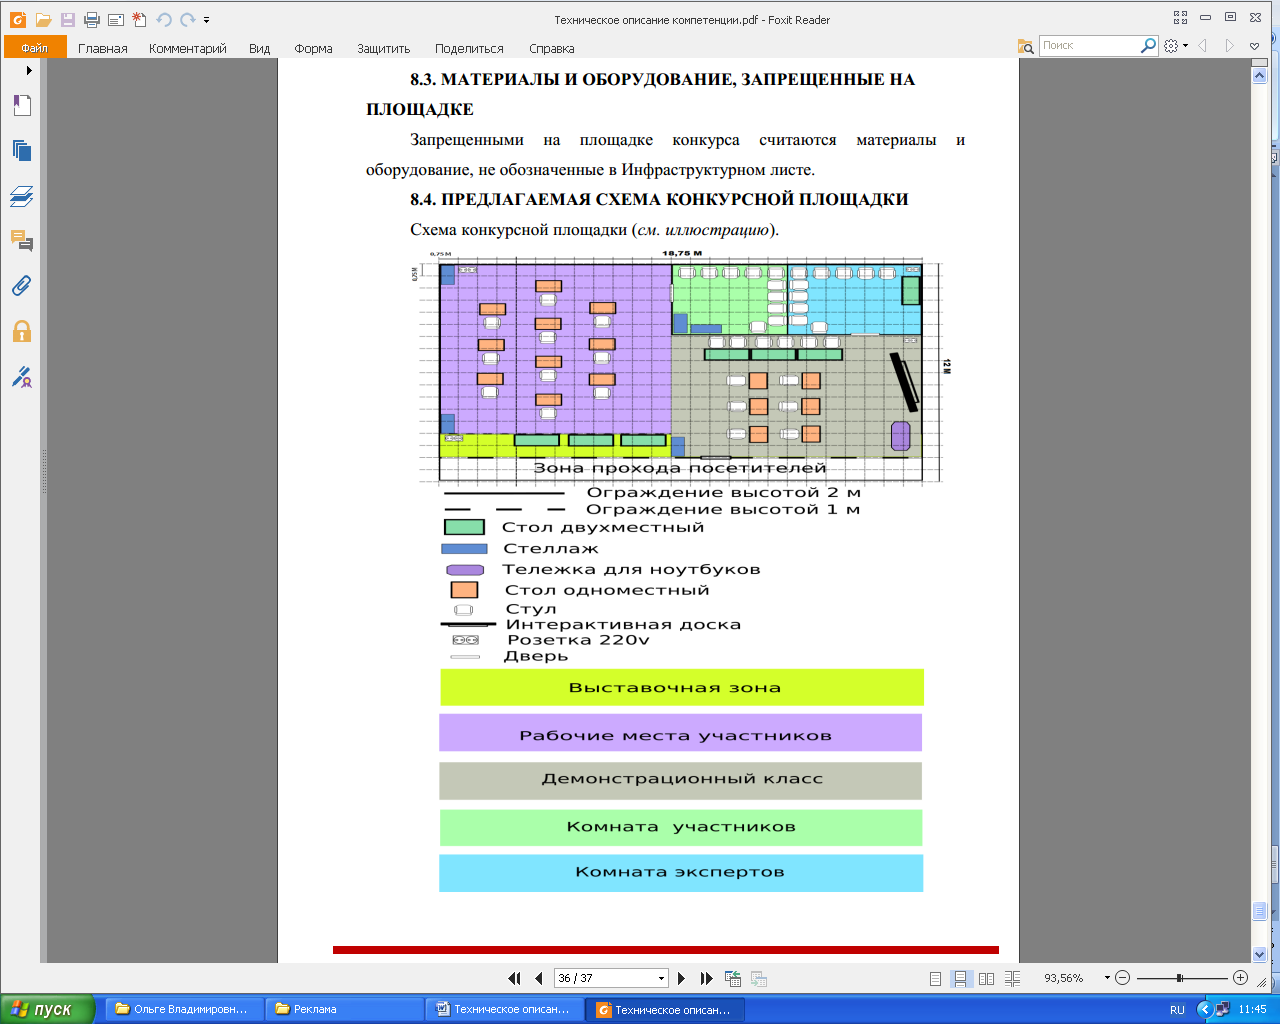 Техническое описание компетенции.pdf - Foxit Reader
Файл
Главная
Комментарий
Вид
Форма
Защитить
Поделиться
Справка
Поиск
8.3. МАТЕРИАЛЫ И ОБОРУДОВАНИЕ, ЗАПРЕЩЕННЫЕ НА
ПЛОЩАДКЕ
Запрещенными на площадке конкурса считаются материалы и
оборудование, не обозначенные в Инфраструктурном листе.
8.4. ПРЕДЛАГАЕМАЯ СХЕМА КОНКУРСНОЙ ПЛОЩАДКИ
Схема конкурсной площадки (см. иллюстрацию).
0,75 М
18,75 М
0,75 М
12 М
Зона прохода посетителей
Ограждение высотой 2 м
Ограждение высотой 1 м
Стол двухместный
Стеллаж
Тележка для ноутбуков
Стол одноместный
Стул
Интерактивная доска
Розетка 220v
Дверь
Выставочная зона
Рабочие места участников
Демонстрационный класс
Комната участников
Комната экспертов
36 / 37
93,56%
пуск
Ольге Владимировн...
Реклама
Техническое описан...
Техническое описан...
RU
11:45